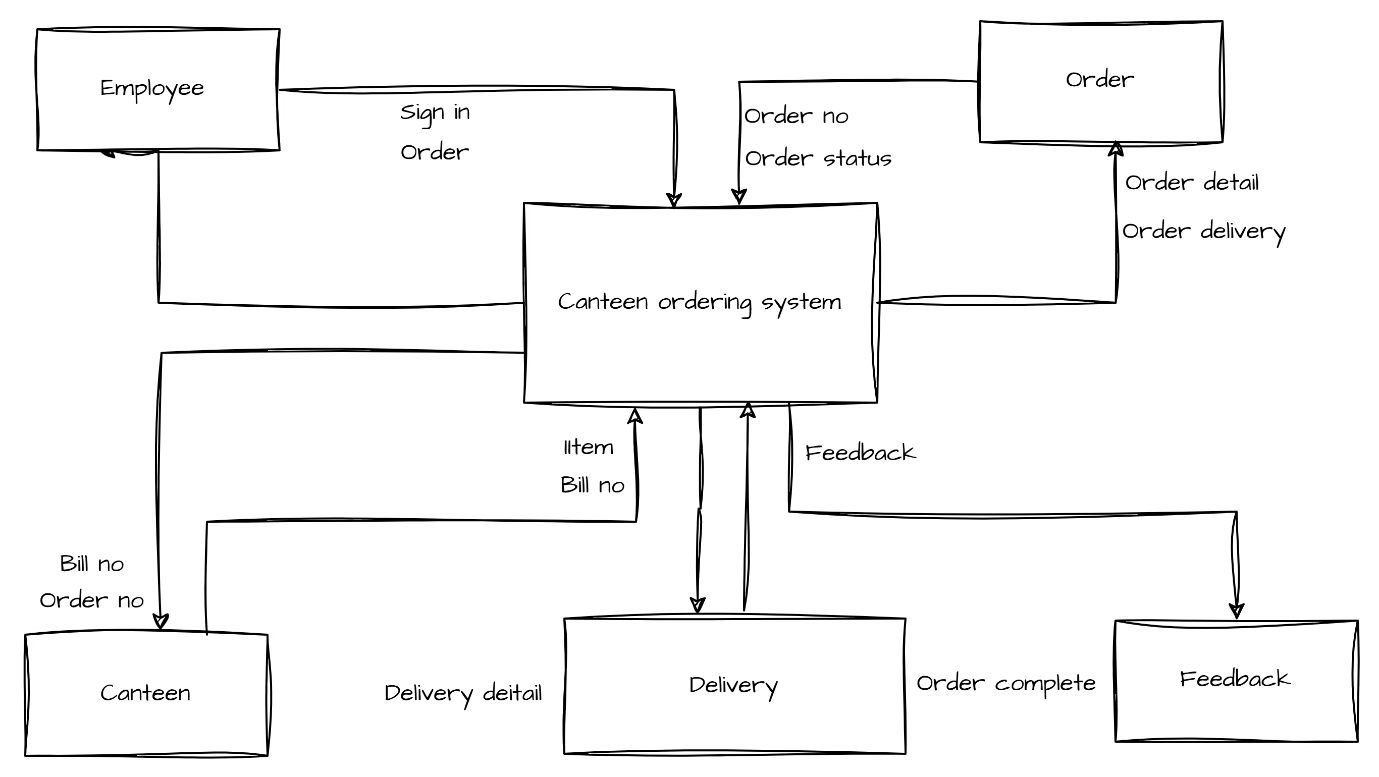 Employee
Order
Sign in
Order
Order no
Order status
Order detail
Order delivery
Canteen ordering system
IItem
Bill no
Feedback
Bill no
Order no
Canteen
Delivery deitail
Delivery
Order complete
Feedback